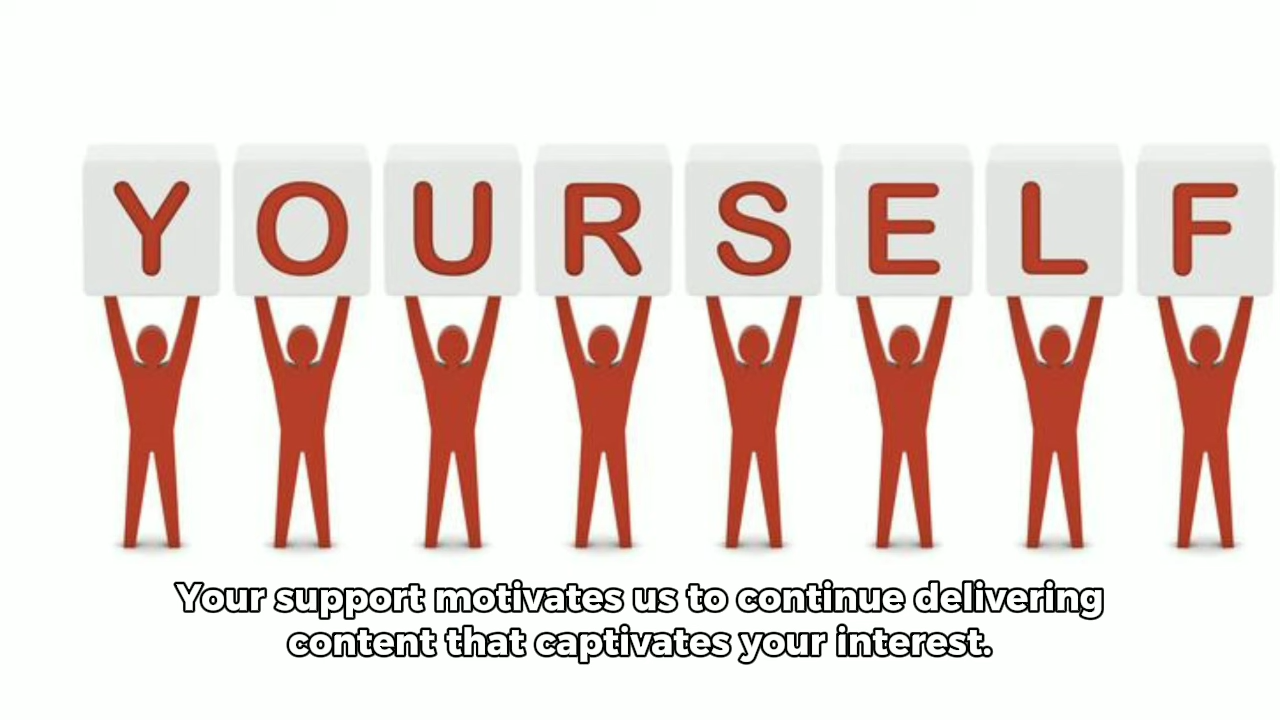 YOURSELF
Your support motivates us to continue delivering
content that captivates your interest.